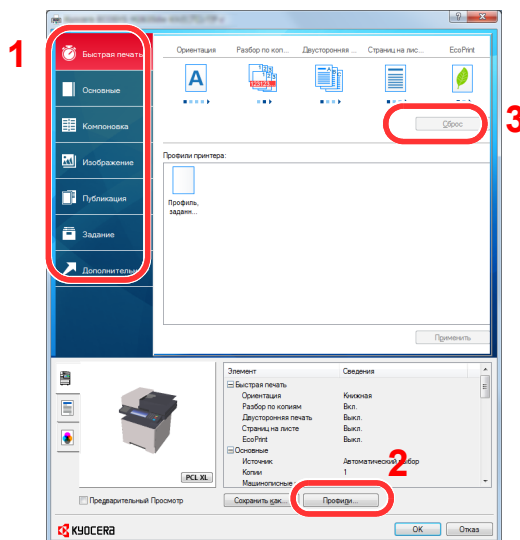 1
Быстрая печать
Основные
Компоновка
Изображение
Публикация
Задание
Ориентация
Разбор по коп...
Двусторонняя ...
Страниц на лис...
EcoPrint
A
123123
Сброс
3
Профили принтера:
Профиль,
заданн...
Применить
Элемент Сведения
Быстрая печать
Ориентация Книжная
Разбор по копиям Вкл.
Двусторонняя печать Выкл.
Страниц на листе Выкл.
EcoPrint Выкл.
Основные
Источник Автоматический
Копии 1
2
PCL XL
Предварительный Просмотр
Сохранить как...
Профили...
KYOCERA
OK
Отказ